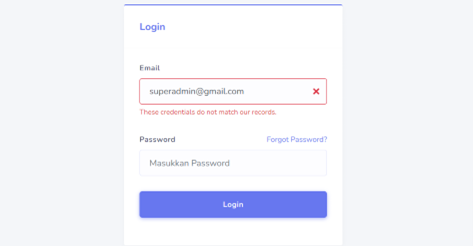 Login
Email
superadmin@gmail.com
These credentials do not match our records.
Password Forgot Password?
Masukkan Password
Login